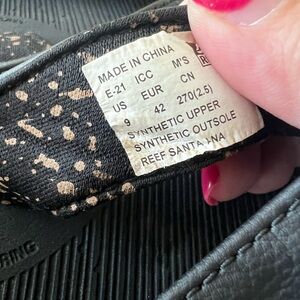 MADE IN CHINA
E-21 ICC M'S
US EUR CN
9 42 270(2.5)
SYNTHETIC UPPER
SYNTHETIC OUTSOLE
REEF SANTA ANA